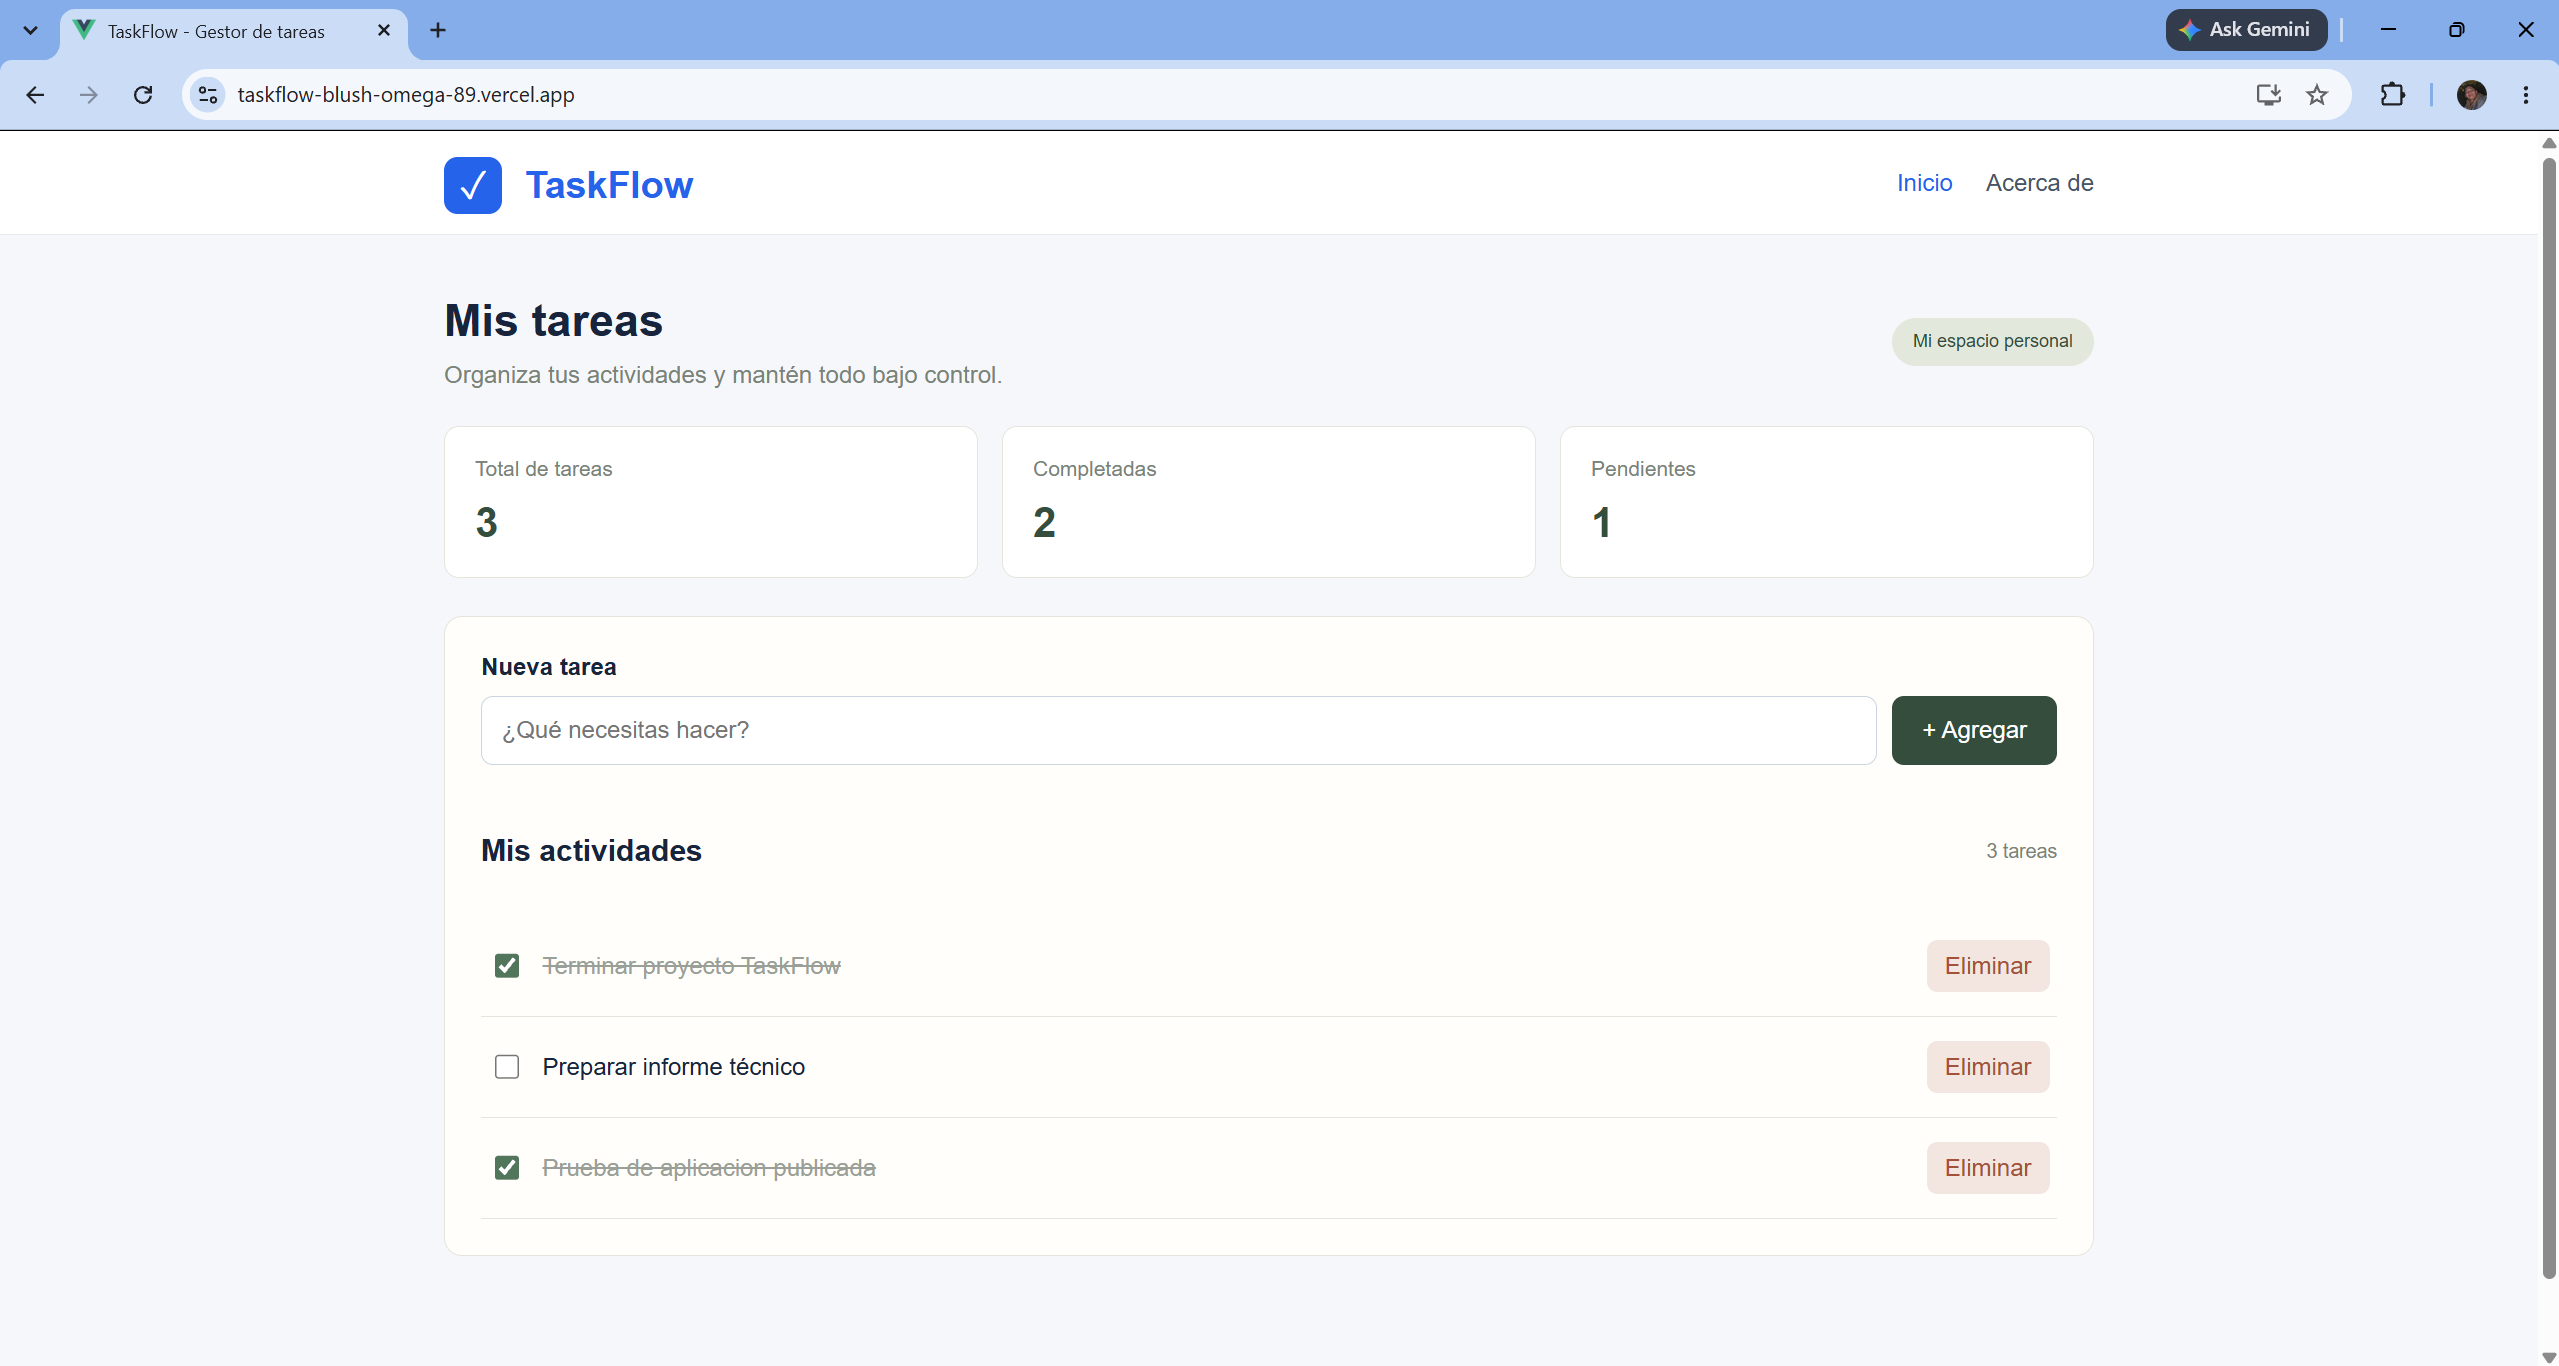 TaskFlow - Gestor de tareas
Ask Gemini
taskflow-blush-omega-89.vercel.app
TaskFlow
Inicio
Acerca de
Mis tareas
Organiza tus actividades y mantén todo bajo control.
Mi espacio personal
Total de tareas
3
Completadas
2
Pendientes
1
Nueva tarea
¿Qué necesitas hacer?
+ Agregar
Mis actividades
3 tareas
Terminar proyecto TaskFlow
Eliminar
Preparar informe técnico
Eliminar
Prueba de aplicacion publicada
Eliminar